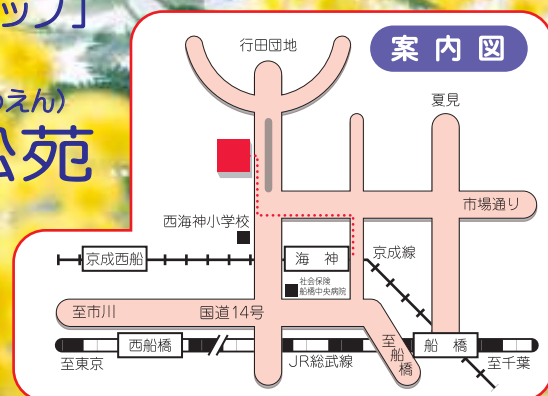 ップ」
えん)
苑
案内図
行田団地
夏見
市場通り
西海神小学校
京成西船
海神
京成線
社会保険
船橋中央病院
至市川
国道14号
至船橋
西船橋
船橋
至東京
JR総武線
至千葉